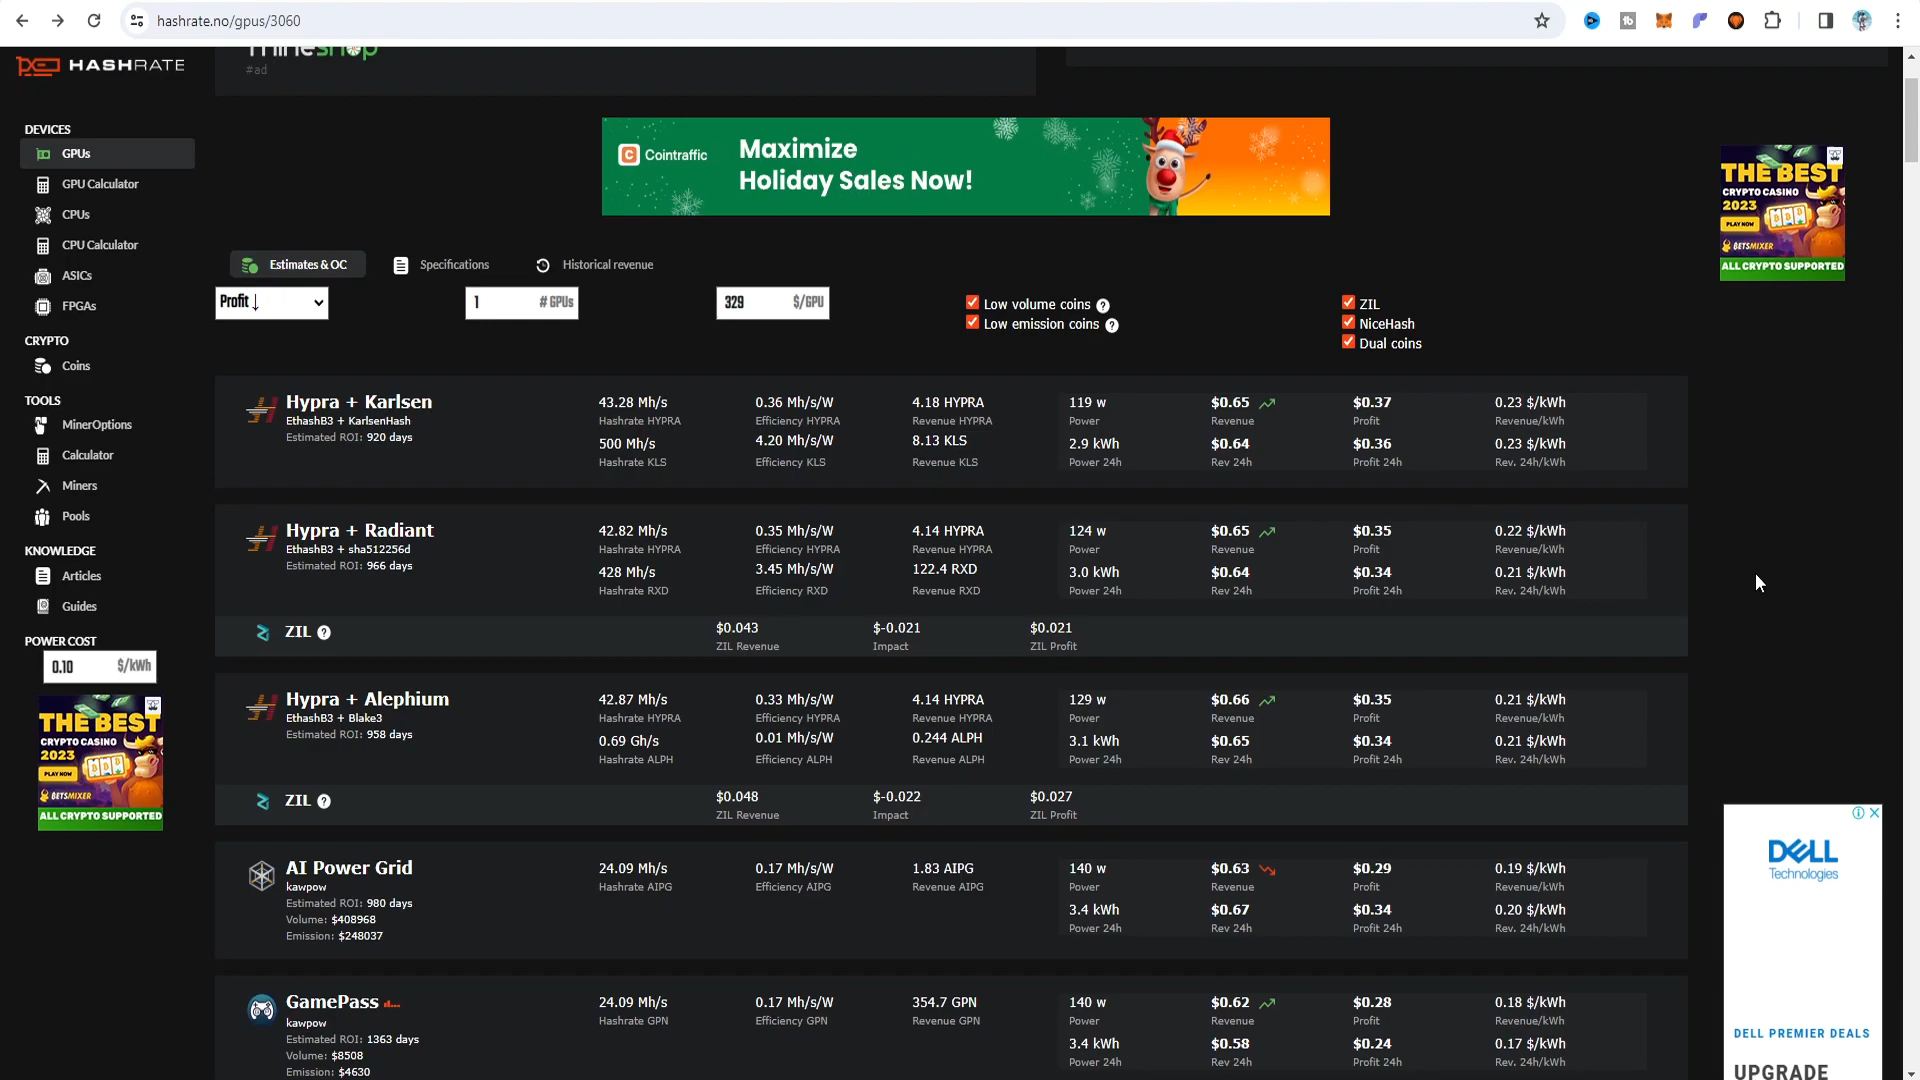 hashrate.no/gpus/3060
mineshop
#ad
HASHRATE
DEVICES
GPUs
GPU Calculator
CPUs
CPU Calculator
ASICs
FPGAs
CRYPTO
Coins
TOOLS
MinerOptions
Calculator
Miners
Pools
KNOWLEDGE
Articles
Guides
POWER COST
0.10 $/kWh
THE BEST
CRYPTO CASINO
2023
PLAY NOW
BETSMIXER
ALL CRYPTO SUPPORTED
Cointraffic
Maximize
Holiday Sales Now!
THE BEST
CRYPTO CASINO
2023
PLAY NOW
BETSMIXER
ALL CRYPTO SUPPORTED
Estimates & OC Specifications Historical revenue
Profit ↓ 1 # GPUs 329 $/GPU
Low volume coins ?
Low emission coins ?
ZIL
NiceHash
Dual coins
Hypra + Karlsen
EthashB3 + KarlsenHash
Estimated ROI: 920 days
43.28 Mh/s 0.36 Mh/s/W 4.18 HYPRA 119 w $0.65 $0.37 0.23 $/kWh
Hashrate HYPRA Efficiency HYPRA Revenue HYPRA Power Revenue Profit Revenue/kWh
500 Mh/s 4.20 Mh/s/W 8.13 KLS 2.9 kWh $0.64 $0.36 0.23 $/kWh
Hashrate KLS Efficiency KLS Revenue KLS Power 24h Rev 24h Profit 24h Rev. 24h/kWh
Hypra + Radiant
EthashB3 + sha512256d
Estimated ROI: 966 days
42.82 Mh/s 0.35 Mh/s/W 4.14 HYPRA 124 w $0.65 $0.35 0.22 $/kWh
Hashrate HYPRA Efficiency HYPRA Revenue HYPRA Power Revenue Profit Revenue/kWh
428 Mh/s 3.45 Mh/s/W 122.4 RXD 3.0 kWh $0.64 $0.34 0.21 $/kWh
Hashrate RXD Efficiency RXD Revenue RXD Power 24h Rev 24h Profit 24h Rev. 24h/kWh
ZIL ? $0.043 $-0.021 $0.021
ZIL Revenue Impact ZIL Profit
Hypra + Alephium
EthashB3 + Blake3
Estimated ROI: 958 days
42.87 Mh/s 0.33 Mh/s/W 4.14 HYPRA 129 w $0.66 $0.35 0.21 $/kWh
Hashrate HYPRA Efficiency HYPRA Revenue HYPRA Power Revenue Profit Revenue/kWh
0.69 Gh/s 0.01 Mh/s/W 0.244 ALPH 3.1 kWh $0.65 $0.34 0.21 $/kWh
Hashrate ALPH Efficiency ALPH Revenue ALPH Power 24h Rev 24h Profit 24h Rev. 24h/kWh
ZIL ? $0.048 $-0.022 $0.027
ZIL Revenue Impact ZIL Profit
AI Power Grid
kawpow
Estimated ROI: 980 days
Volume: $408968
Emission: $248037
24.09 Mh/s 0.17 Mh/s/W 1.83 AIPG 140 w $0.63 $0.29 0.19 $/kWh
Hashrate AIPG Efficiency AIPG Revenue AIPG Power Revenue Profit Revenue/kWh
3.4 kWh $0.67 $0.34 0.20 $/kWh
Power 24h Rev 24h Profit 24h Rev. 24h/kWh
GamePass
kawpow
Estimated ROI: 1363 days
Volume: $8508
Emission: $4630
24.09 Mh/s 0.17 Mh/s/W 354.7 GPN 140 w $0.62 $0.28 0.18 $/kWh
Hashrate GPN Efficiency GPN Revenue GPN Power Revenue Profit Revenue/kWh
3.4 kWh $0.58 $0.24 0.17 $/kWh
Power 24h Rev 24h Profit 24h Rev. 24h/kWh
DELL
Technologies
DELL PREMIER DEALS
UPGRADE